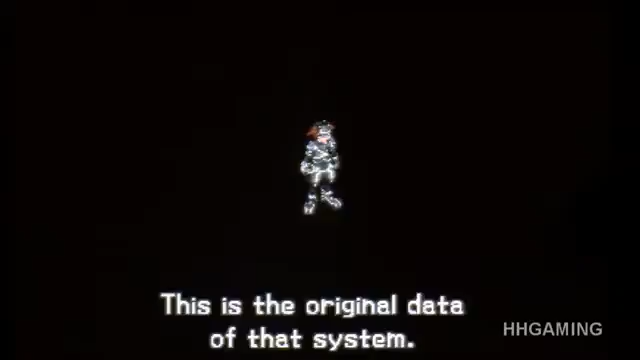 This is the original data
of that system.
HHGAMING